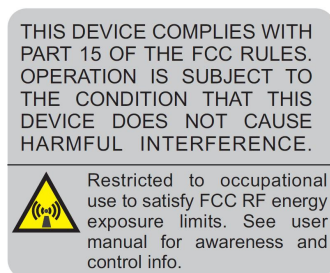 THIS DEVICE COMPLIES WITH
PART 15 OF THE FCC RULES.
OPERATION IS SUBJECT TO
THE CONDITION THAT THIS
DEVICE DOES NOT CAUSE
HARMFUL INTERFERENCE.
Restricted to occupational
use to satisfy FCC RF energy
exposure limits. See user
manual for awareness and
control info.